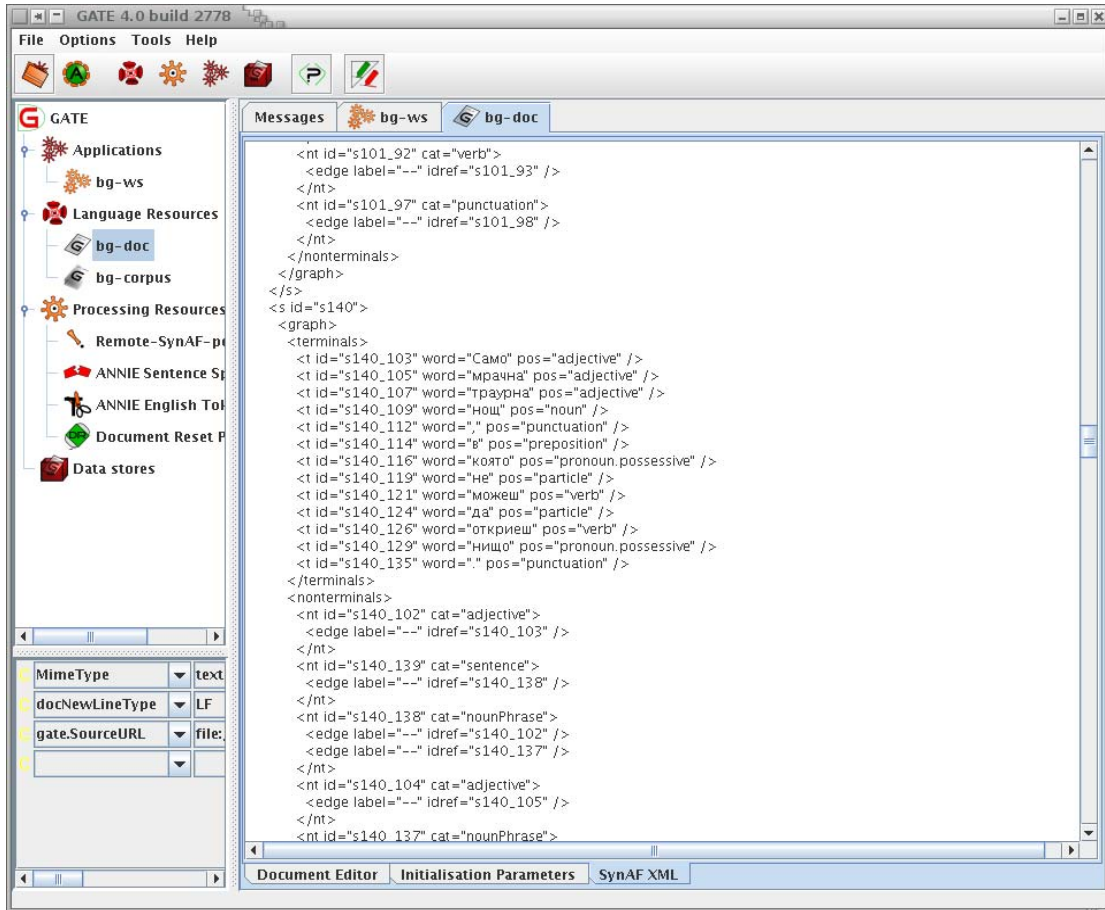 GATE 4.0 build 2778
File Options Tools Help
GATE
Applications
bg-ws
Language Resources
bg-doc
bg-corpus
Processing Resources
Remote-SynAF-p
ANNIE Sentence Sp
ANNIE English Tok
Document Reset P
Data stores
MimeType text
docNewLineType LF
gate.SourceURL file:
Messages bg-ws bg-doc
<nt id="s101_92" cat="verb">
<edge label="--" idref="s101_93" />
</nt>
<nt id="s101_97" cat="punctuation">
<edge label="--" idref="s101_98" />
</nt>
</nonterminals>
</graph>
</s>
<s id="s140">
<graph>
<terminals>
<t id="s140_103" word="Само" pos="adjective" />
<t id="s140_105" word="мрачна" pos="adjective" />
<t id="s140_107" word="траурна" pos="adjective" />
<t id="s140_109" word="нощ" pos="noun" />
<t id="s140_112" word="," pos="punctuation" />
<t id="s140_114" word="в" pos="preposition" />
<t id="s140_116" word="която" pos="pronoun.possessive" />
<t id="s140_119" word="не" pos="particle" />
<t id="s140_121" word="можеш" pos="verb" />
<t id="s140_124" word="да" pos="particle" />
<t id="s140_126" word="откриеш" pos="verb" />
<t id="s140_129" word="нищо" pos="pronoun.possessive" />
<t id="s140_135" word="." pos="punctuation" />
</terminals>
<nonterminals>
<nt id="s140_102" cat="adjective">
<edge label="--" idref="s140_103" />
</nt>
<nt id="s140_139" cat="sentence">
<edge label="--" idref="s140_138" />
</nt>
<nt id="s140_138" cat="nounPhrase">
<edge label="--" idref="s140_102" />
<edge label="--" idref="s140_137" />
</nt>
<nt id="s140_104" cat="adjective">
<edge label="--" idref="s140_105" />
</nt>
<nt id="s140_137" cat="nounPhrase">
Document Editor Initialisation Parameters SynAF XML